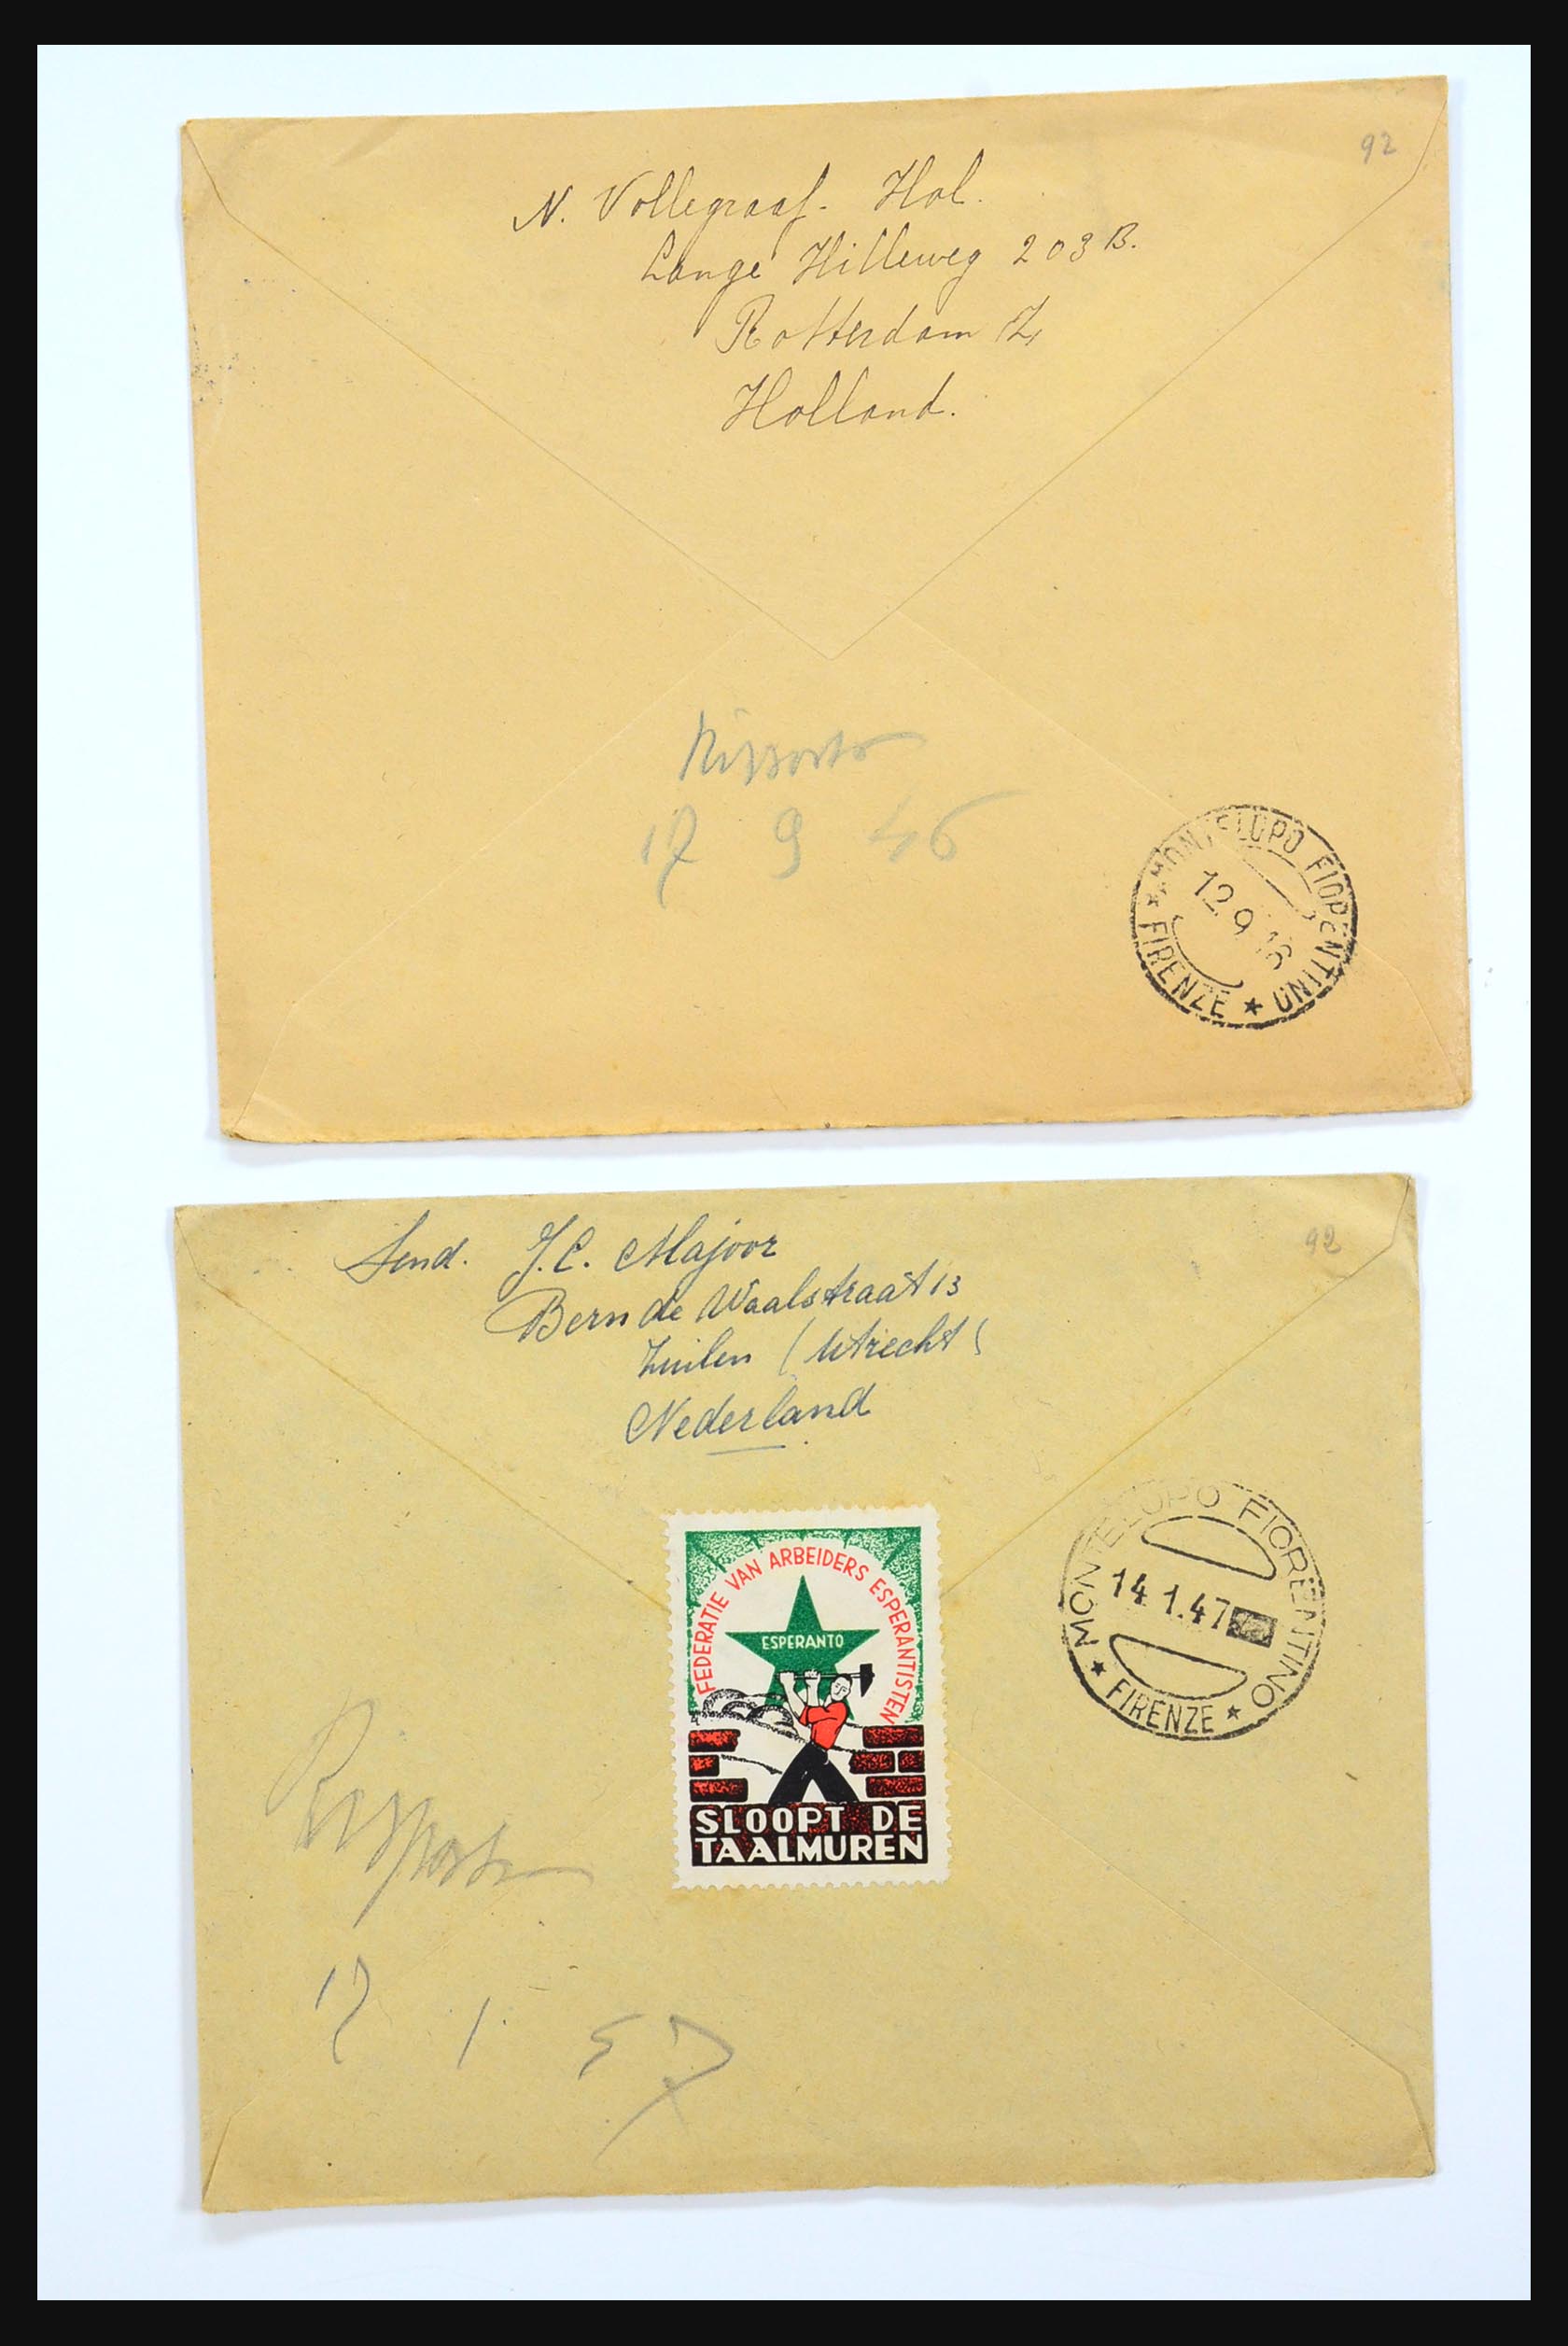 92
N. Vollegraaf- Hol.
Lange Hilleweg 203 B.
Rotterdam Z.
Holland.
Risposto
17 9 46
MONTELUPO FIORENTINO
12 9 46
* FIRENZE *
92
Send. J.C. Majoor
Bern de Waalstraat 13
Zuilen (Utrecht)
Nederland
FEDERATIE VAN ARBEIDERS ESPERANTISTEN
ESPERANTO
SLOOPT DE
TAALMUREN
MONTELUPO FIORENTINO
14 1.47
* FIRENZE *
Risposto
17 1. 47